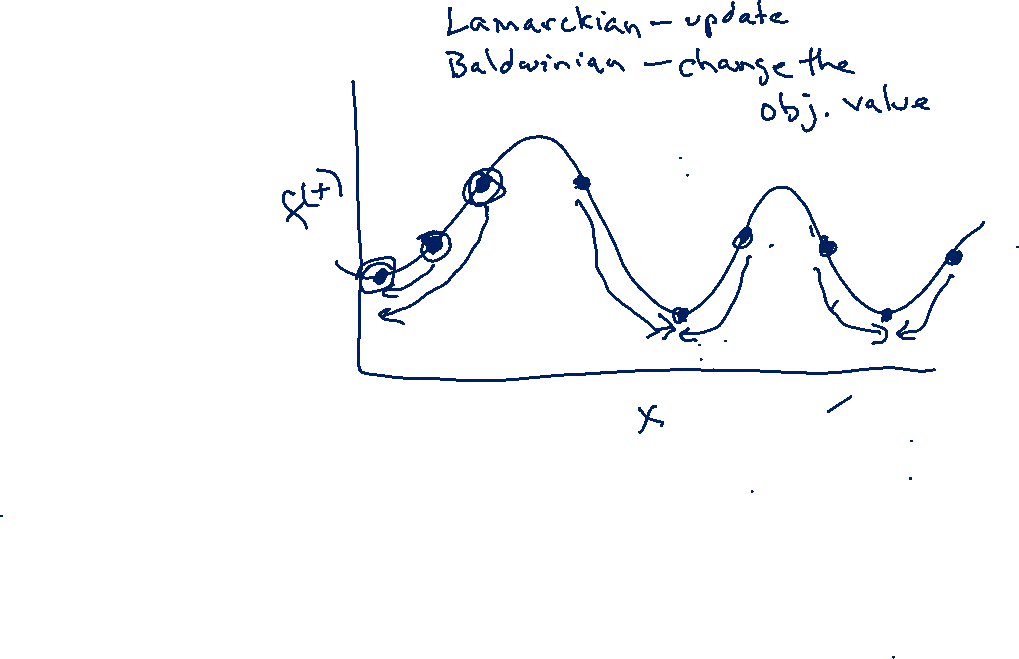 Lamarckian - update
Baldwinian - change the
obj. value
f(x)
x